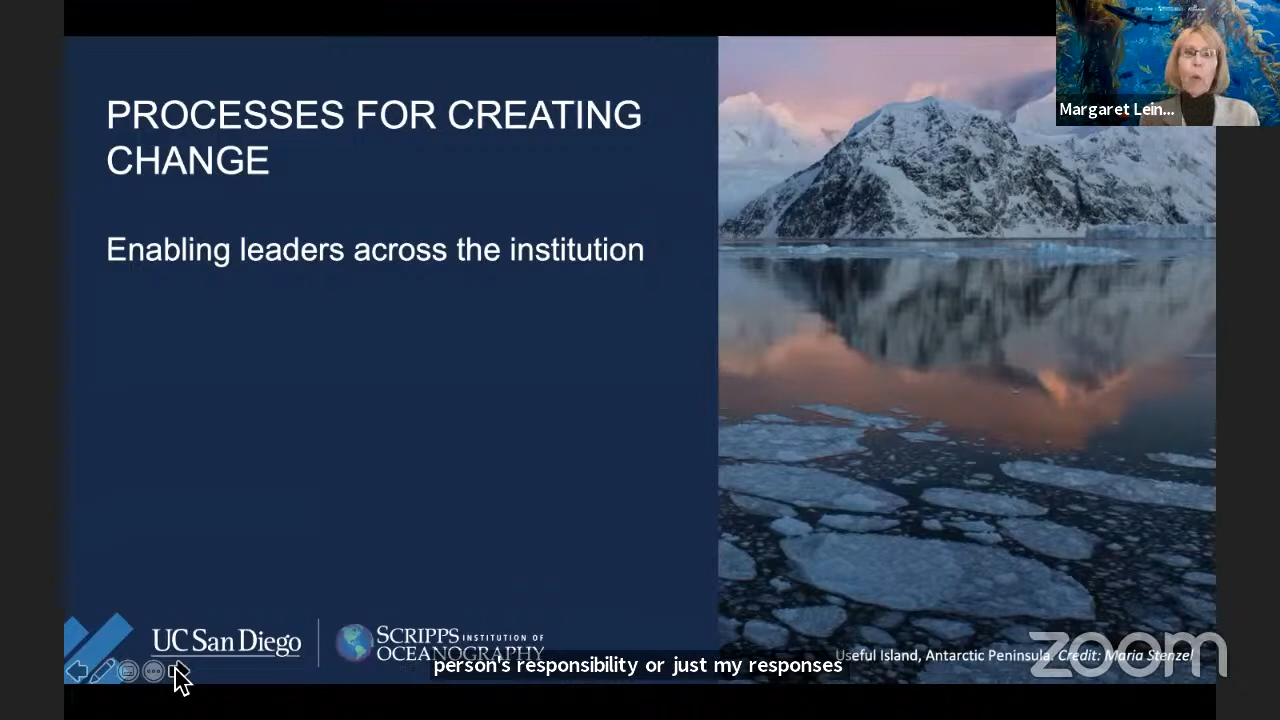 PROCESSES FOR CREATING
CHANGE
Enabling leaders across the institution
Margaret Lein...
UC San Diego
SCRIPPS INSTITUTION OF
OCEANOGRAPHY
person's responsibility or just my responses
Useful Island, Antarctic Peninsula. Credit: Maria Stenzel
zoom